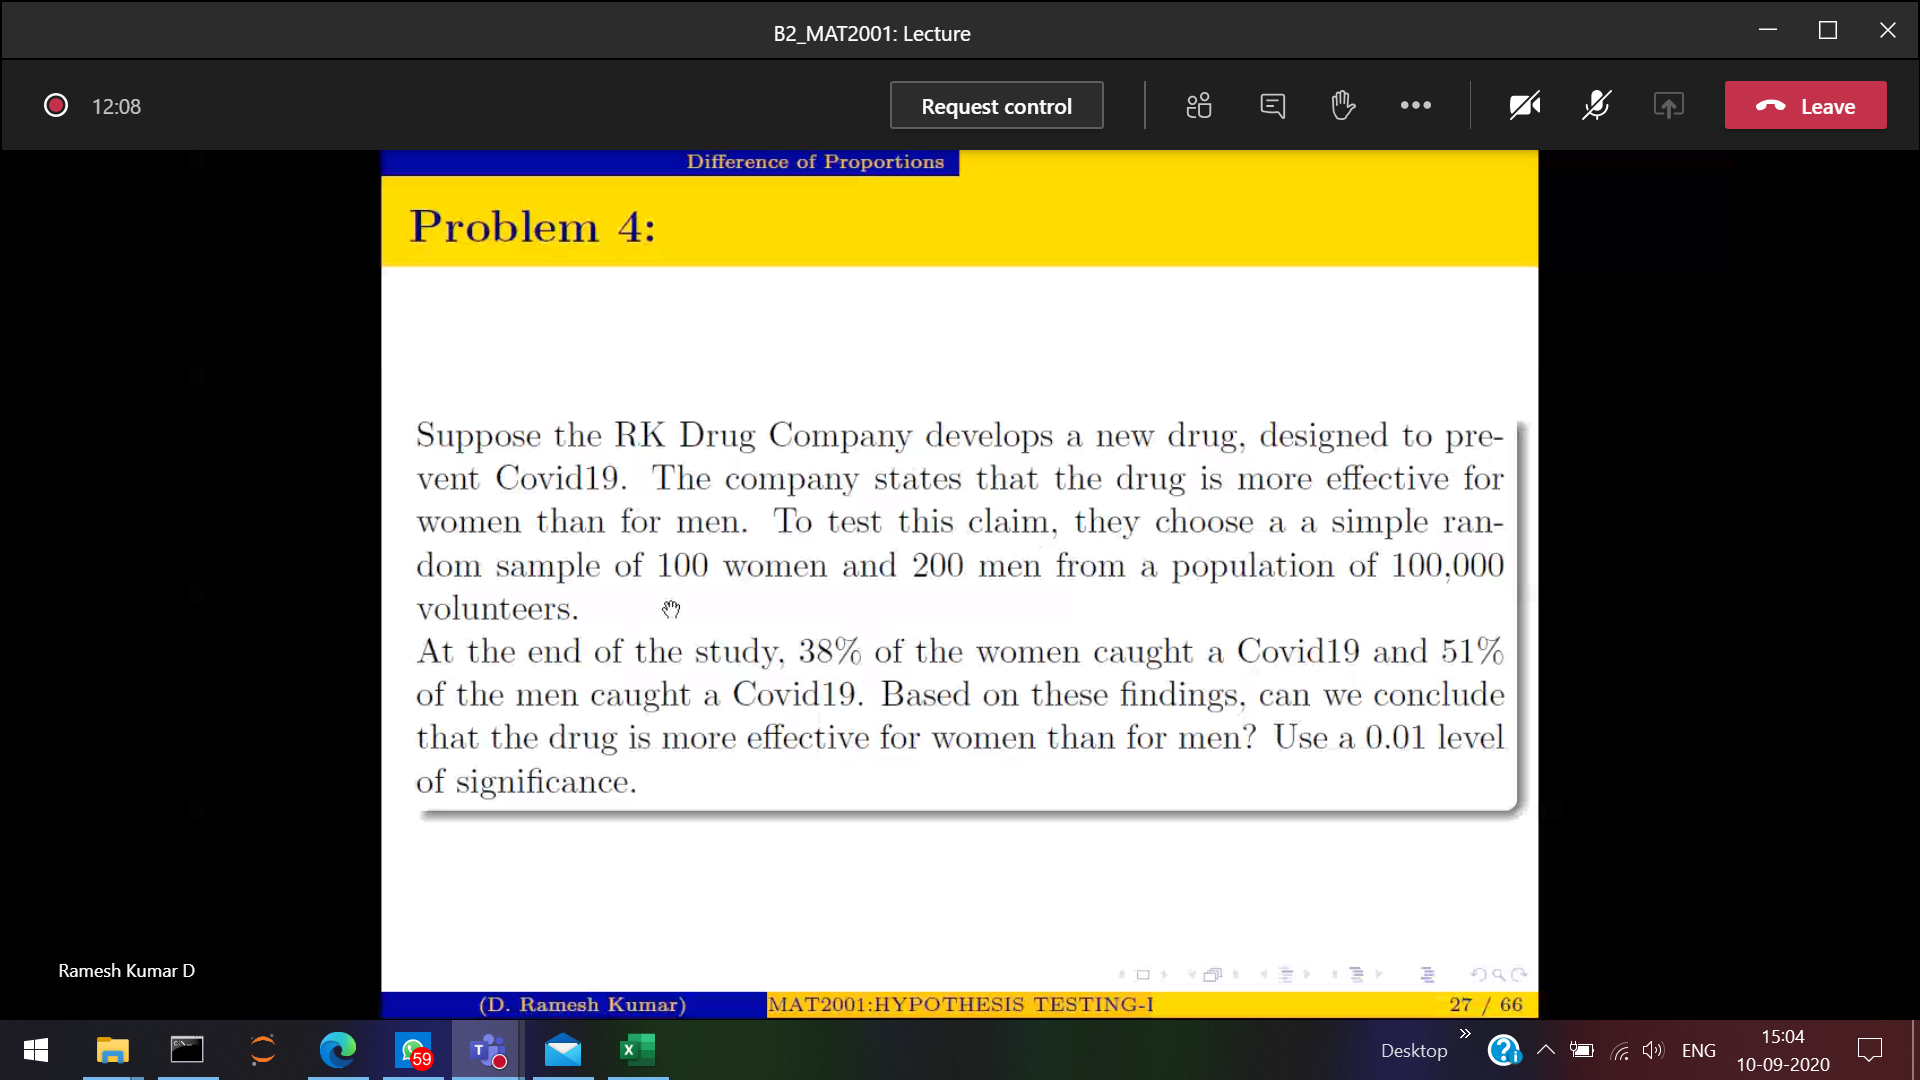 B2_MAT2001: Lecture
12:08
Request control
Leave
Difference of Proportions
Problem 4:
Suppose the RK Drug Company develops a new drug, designed to pre-
vent Covid19. The company states that the drug is more effective for
women than for men. To test this claim, they choose a a simple ran-
dom sample of 100 women and 200 men from a population of 100,000
volunteers.
At the end of the study, 38% of the women caught a Covid19 and 51%
of the men caught a Covid19. Based on these findings, can we conclude
that the drug is more effective for women than for men? Use a 0.01 level
of significance.
Ramesh Kumar D
(D. Ramesh Kumar)
MAT2001:HYPOTHESIS TESTING-I
27 / 66
59
Desktop
ENG
15:04
10-09-2020